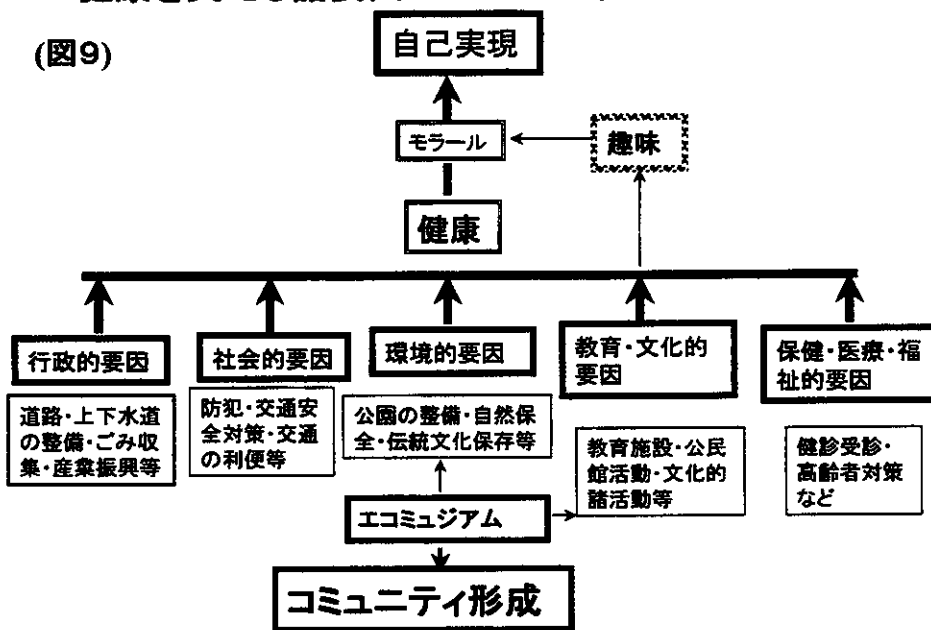 (図9)
自己実現
モラール
趣味
健康
行政的要因
社会的要因
環境的要因
教育・文化的
要因
保健・医療・福
祉的要因
道路・上下水道
の整備・ごみ収
集・産業振興等
防犯・交通安
全対策・交通
の利便等
公園の整備・自然保
全・伝統文化保存等
教育施設・公民
館活動・文化的
諸活動等
健診受診・
高齢者対策
など
エコミュジアム
コミュニティ形成